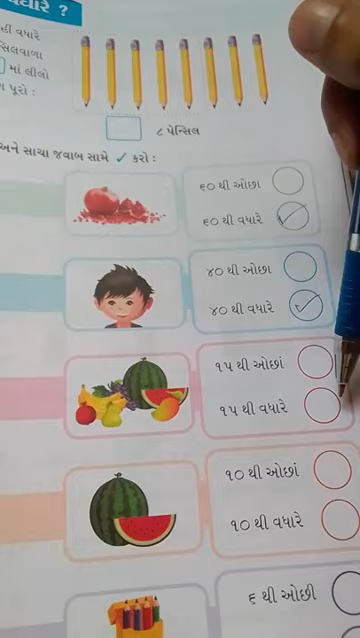 વધારે ?
વધારે
સિલવાળા
માં લીલો
પૂરો :
૮ પેન્સિલ
અને સાચા જવાબ સામે ✓ કરો :
૬૦ થી ઓછા
૬૦ થી વધારે
૪૦ થી ઓછા
૪૦ થી વધારે
૧૫ થી ઓછાં
૧૫ થી વધારે
૧૦ થી ઓછાં
૧૦ થી વધારે
૬ થી ઓછી